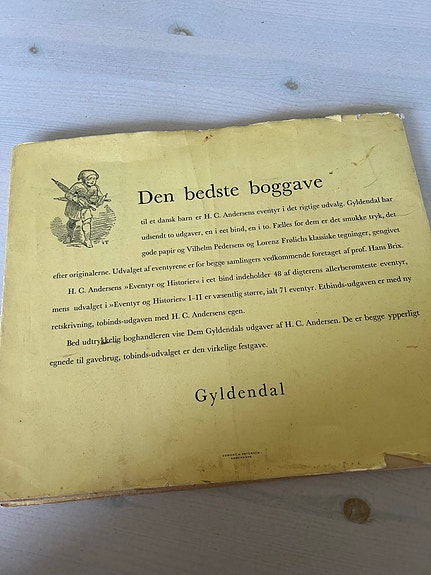 Den bedste boggave
til et dansk barn er H. C. Andersens eventyr i det rigtige udvalg. Gyldendal har
udsendt to udgaver, en i eet bind, en i to. Fælles for dem er det smukke tryk, det
gode papir og Vilhelm Pedersens og Lorenz Frølichs klassiske tegninger, gengivet
efter originalerne. Udvalget af eventyrene er for begge samlingers vedkommende foretaget af prof. Hans Brix.
H. C. Andersens »Eventyr og Historier« i eet bind indeholder 48 af digterens allerberømteste eventyr,
mens udvalget i »Eventyr og Historier« I-II er væsentlig større, ialt 71 eventyr. Etbinds-udgaven er med ny
retskrivning, tobinds-udgaven med H. C. Andersens egen.
Bed udtrykkelig boghandleren vise Dem Gyldendals udgaver af H. C. Andersen. De er begge ypperligt
egnede til gavebrug, tobinds-udvalget er den virkelige festgave.
Gyldendal